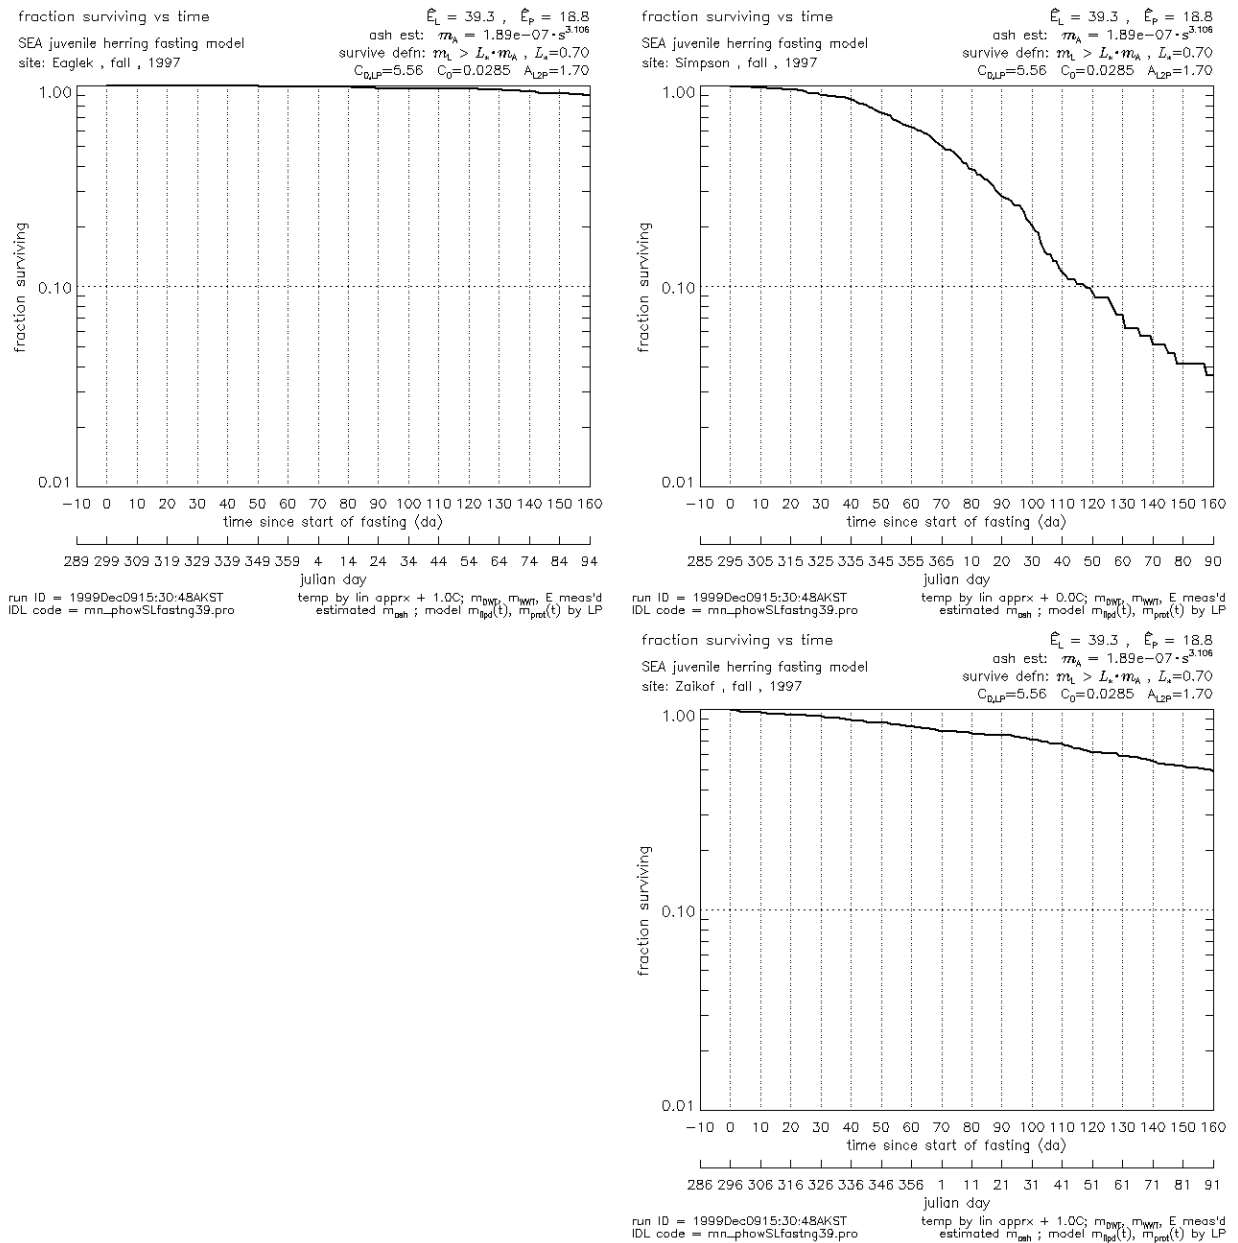 fraction surviving vs time
Ê_L = 39.3 , Ê_P = 18.8
ash est: m_A = 1.89e−07·s^3.106
SEA juvenile herring fasting model
survive defn: m_L > L_*·m_A , L_*=0.70
site: Eaglek , fall , 1997
C_D,LP=5.56 C_0=0.0285 A_L2P=1.70
1.00
0.10
0.01
fraction surviving
−10 0 10 20 30 40 50 60 70 80 90 100 110 120 130 140 150 160
time since start of fasting (da)
289 299 309 319 329 339 349 359 4 14 24 34 44 54 64 74 84 94
julian day
run ID = 1999Dec0915:30:48AKST
temp by lin apprx + 1.0C; m_DWT, m_WWT, E meas'd
IDL code = mn_phowSLfastng39.pro
estimated m_ash ; model m_lipd(t), m_prot(t) by LP
fraction surviving vs time
Ê_L = 39.3 , Ê_P = 18.8
ash est: m_A = 1.89e−07·s^3.106
SEA juvenile herring fasting model
survive defn: m_L > L_*·m_A , L_*=0.70
site: Simpson , fall , 1997
C_D,LP=5.56 C_0=0.0285 A_L2P=1.70
1.00
0.10
0.01
fraction surviving
−10 0 10 20 30 40 50 60 70 80 90 100 110 120 130 140 150 160
time since start of fasting (da)
285 295 305 315 325 335 345 355 365 10 20 30 40 50 60 70 80 90
julian day
run ID = 1999Dec0915:30:48AKST
temp by lin apprx + 0.0C; m_DWT, m_WWT, E meas'd
IDL code = mn_phowSLfastng39.pro
estimated m_ash ; model m_lipd(t), m_prot(t) by LP
fraction surviving vs time
Ê_L = 39.3 , Ê_P = 18.8
ash est: m_A = 1.89e−07·s^3.106
SEA juvenile herring fasting model
survive defn: m_L > L_*·m_A , L_*=0.70
site: Zaikof , fall , 1997
C_D,LP=5.56 C_0=0.0285 A_L2P=1.70
1.00
0.10
0.01
fraction surviving
−10 0 10 20 30 40 50 60 70 80 90 100 110 120 130 140 150 160
time since start of fasting (da)
286 296 306 316 326 336 346 356 1 11 21 31 41 51 61 71 81 91
julian day
run ID = 1999Dec0915:30:48AKST
temp by lin apprx + 1.0C; m_DWT, m_WWT, E meas'd
IDL code = mn_phowSLfastng39.pro
estimated m_ash ; model m_lipd(t), m_prot(t) by LP